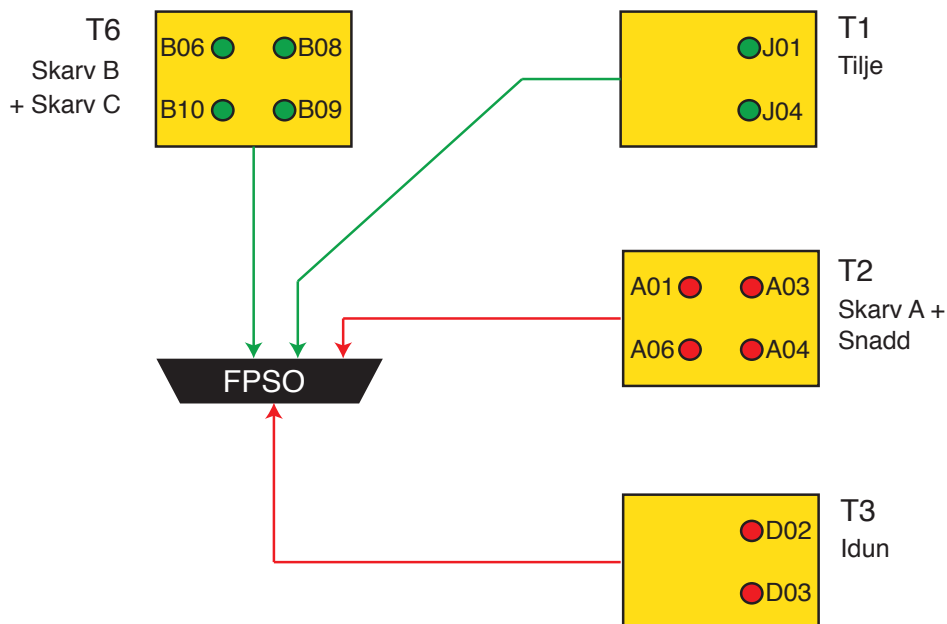 T6
Skarv B
+ Skarv C
B06 B08
B10 B09
T1
Tilje
J01
J04
T2
Skarv A +
Snadd
A01 A03
A06 A04
FPSO
T3
Idun
D02
D03